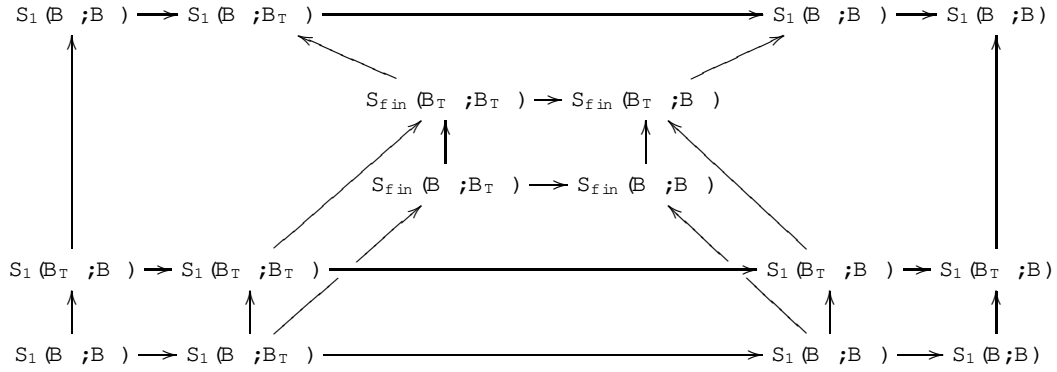 S₁(B ;B ) S₁(B ;B_T ) S₁(B ;B ) S₁(B ;B)
S_fin(B_T ;B_T ) S_fin(B_T ;B )
S_fin(B ;B_T ) S_fin(B ;B )
S₁(B_T ;B ) S₁(B_T ;B_T ) S₁(B_T ;B ) S₁(B_T ;B)
S₁(B ;B ) S₁(B ;B_T ) S₁(B ;B ) S₁(B;B)